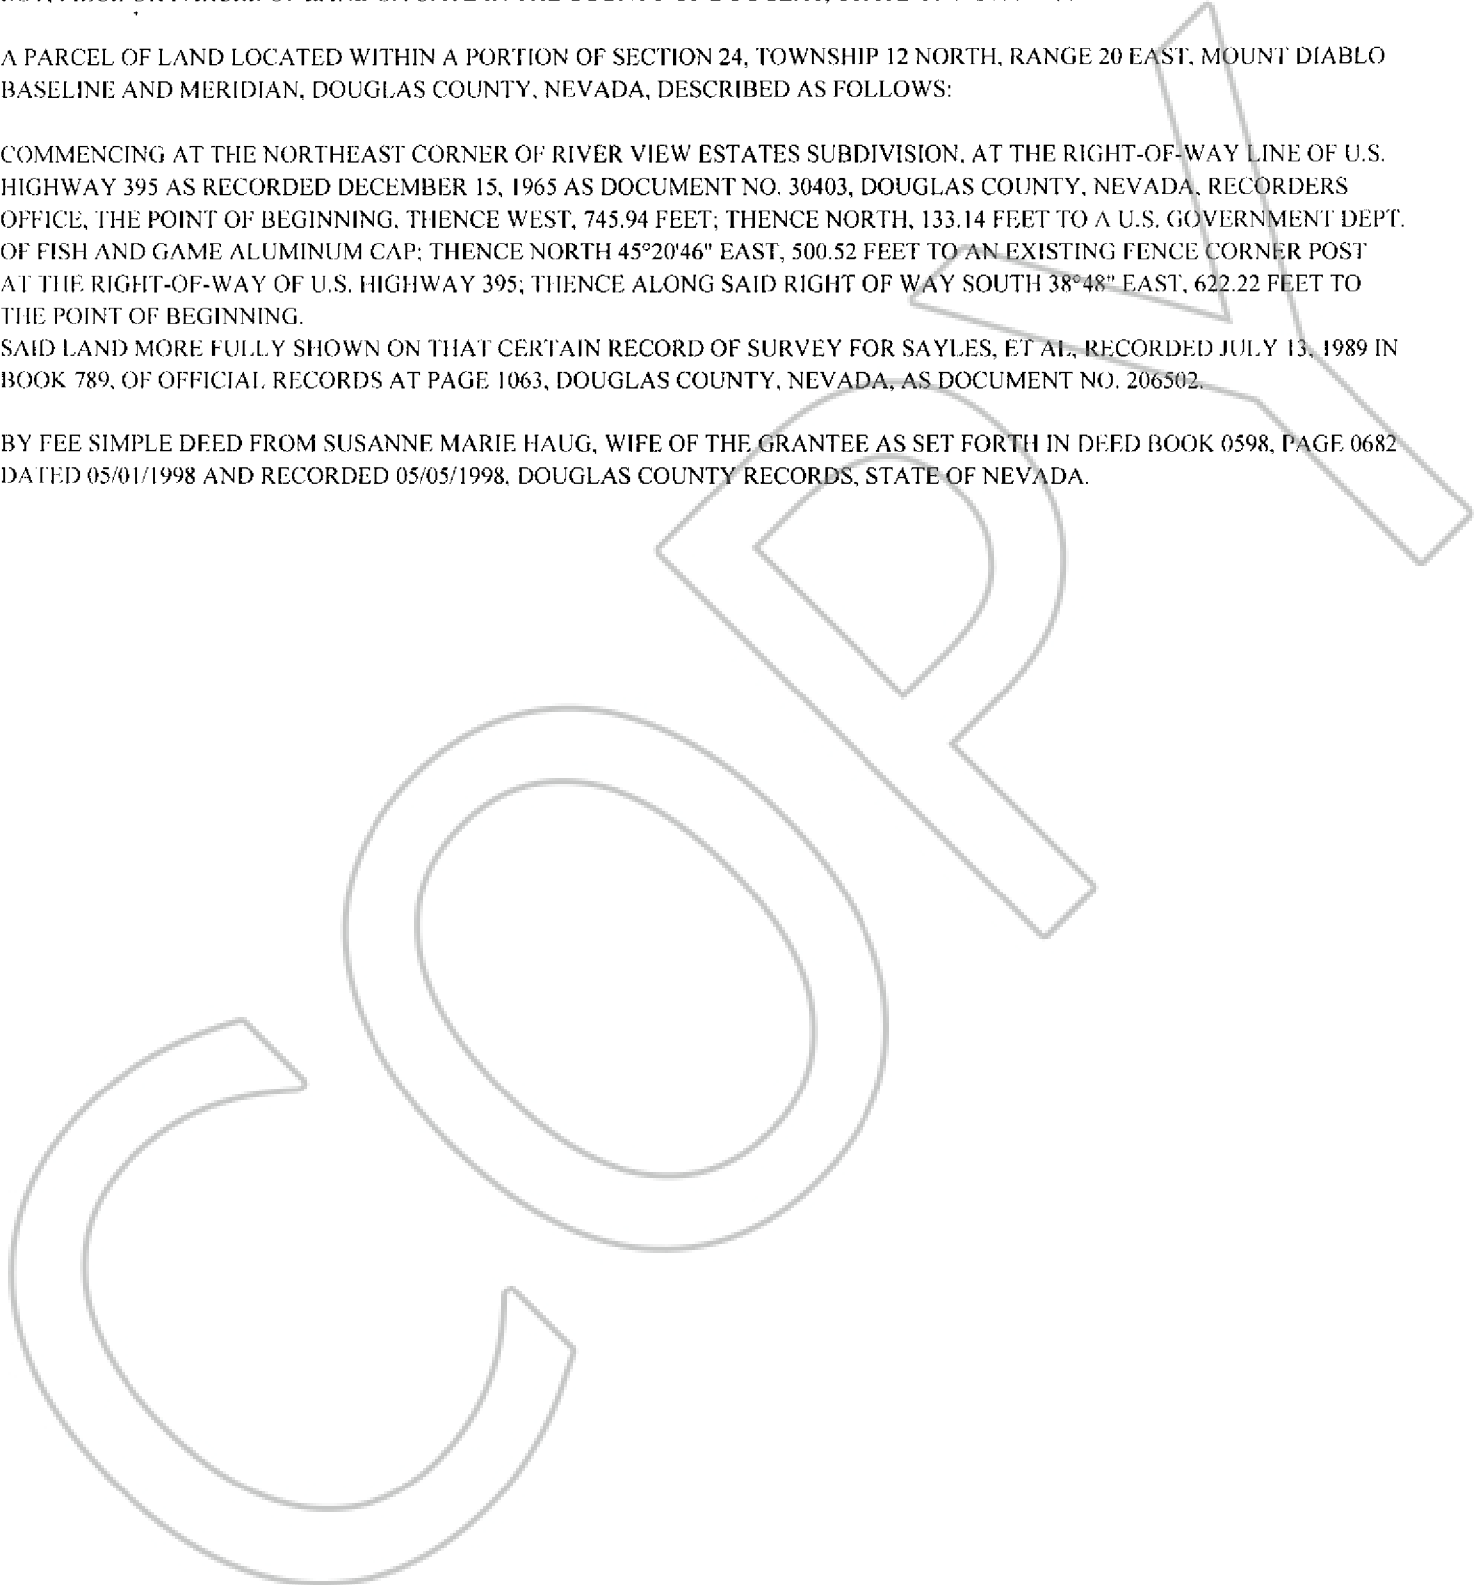 A PARCEL OF LAND LOCATED WITHIN A PORTION OF SECTION 24, TOWNSHIP 12 NORTH, RANGE 20 EAST, MOUNT DIABLO
BASELINE AND MERIDIAN, DOUGLAS COUNTY, NEVADA, DESCRIBED AS FOLLOWS:
COMMENCING AT THE NORTHEAST CORNER OF RIVER VIEW ESTATES SUBDIVISION, AT THE RIGHT-OF-WAY LINE OF U.S.
HIGHWAY 395 AS RECORDED DECEMBER 15, 1965 AS DOCUMENT NO. 30403, DOUGLAS COUNTY, NEVADA, RECORDERS
OFFICE, THE POINT OF BEGINNING, THENCE WEST, 745.94 FEET; THENCE NORTH, 133.14 FEET TO A U.S. GOVERNMENT DEPT.
OF FISH AND GAME ALUMINUM CAP; THENCE NORTH 45°20'46" EAST, 500.52 FEET TO AN EXISTING FENCE CORNER POST
AT THE RIGHT-OF-WAY OF U.S. HIGHWAY 395; THENCE ALONG SAID RIGHT OF WAY SOUTH 38°48" EAST, 622.22 FEET TO
THE POINT OF BEGINNING.
SAID LAND MORE FULLY SHOWN ON THAT CERTAIN RECORD OF SURVEY FOR SAYLES, ET AL, RECORDED JULY 13, 1989 IN
BOOK 789, OF OFFICIAL RECORDS AT PAGE 1063, DOUGLAS COUNTY, NEVADA, AS DOCUMENT NO. 206502.
BY FEE SIMPLE DEED FROM SUSANNE MARIE HAUG, WIFE OF THE GRANTEE AS SET FORTH IN DEED BOOK 0598, PAGE 0682
DATED 05/01/1998 AND RECORDED 05/05/1998, DOUGLAS COUNTY RECORDS, STATE OF NEVADA.
COPY